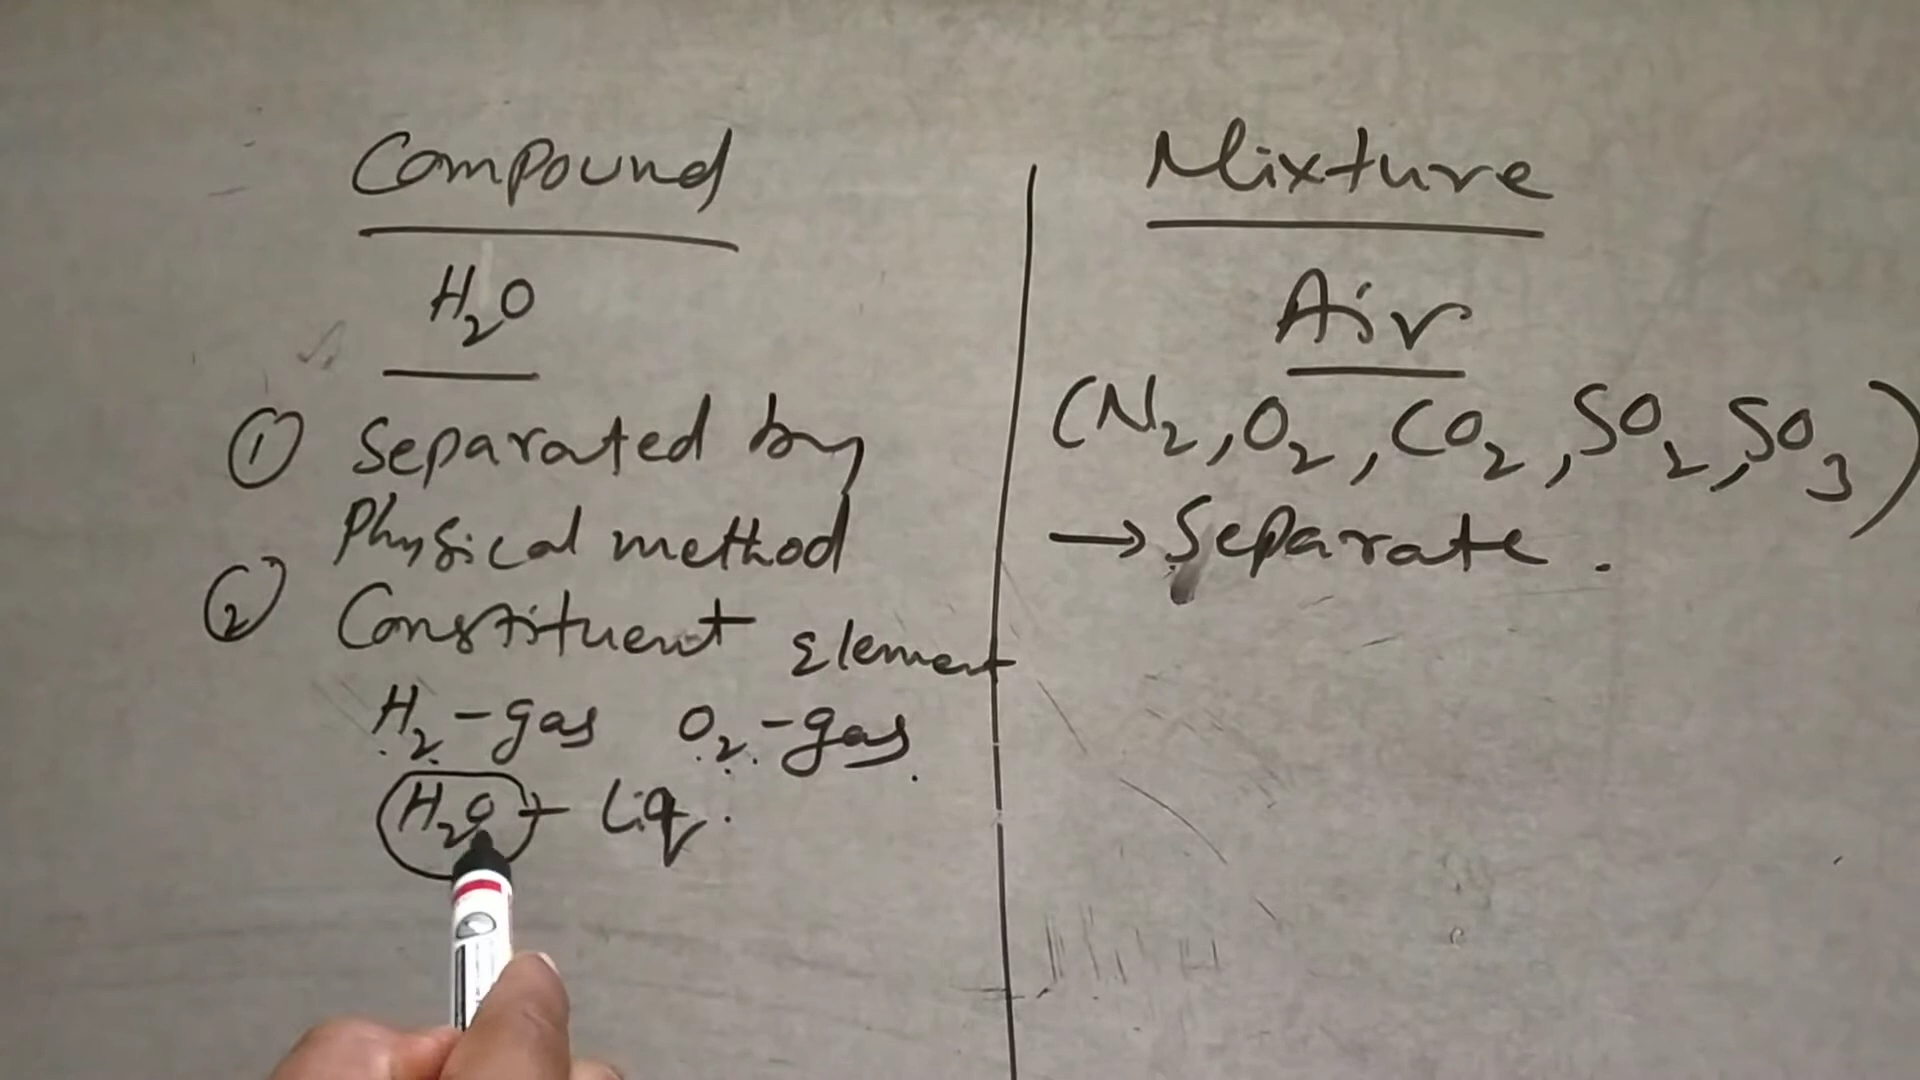 Compound
H₂O
① Separated by
Physical method
② Constituent Element
H₂ - gas O₂ - gas
H₂O - Liq.
Mixture
Air
(N₂, O₂, CO₂, SO₂, SO₃)
→ Separate.